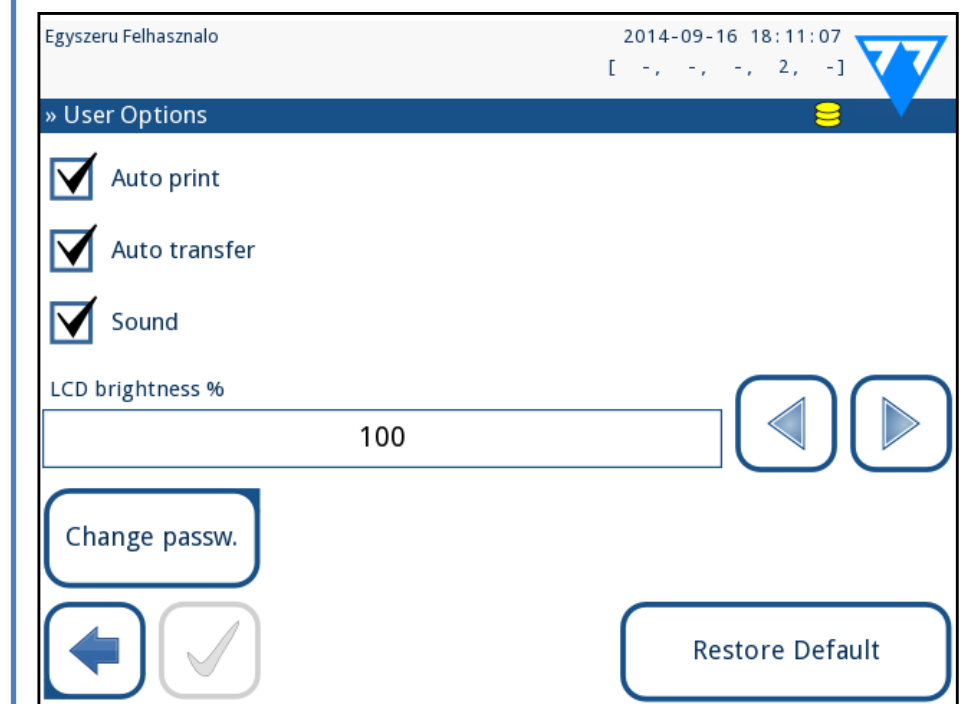 Egyszeru Felhasznalo 2014-09-16 18:11:07
[ -, -, -, 2, -]
» User Options
Auto print
Auto transfer
Sound
LCD brightness %
100
Change passw.
Restore Default